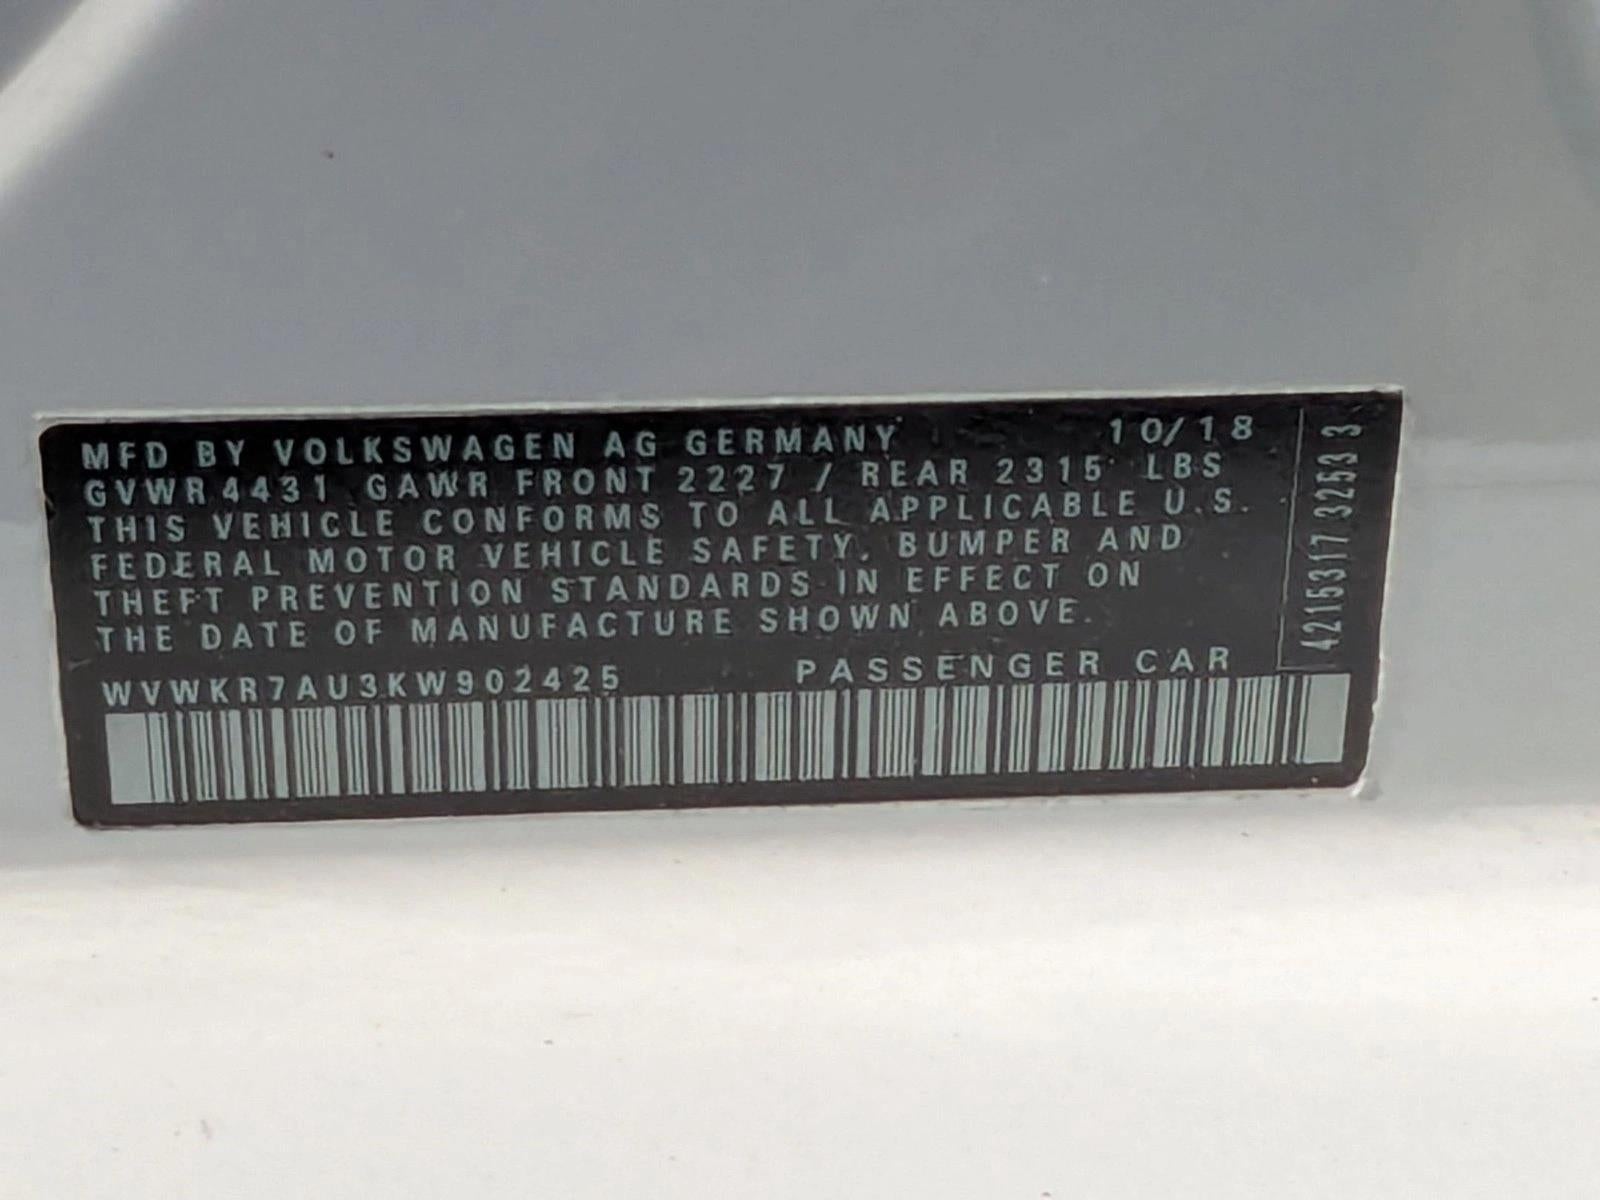 MFD BY VOLKSWAGEN AG GERMANY 10/18
GVWR 4431 GAWR FRONT 2227 / REAR 2315 LBS
THIS VEHICLE CONFORMS TO ALL APPLICABLE U.S.
FEDERAL MOTOR VEHICLE SAFETY, BUMPER AND
THEFT PREVENTION STANDARDS IN EFFECT ON
THE DATE OF MANUFACTURE SHOWN ABOVE.
WVWKR7AU3KW902425 PASSENGER CAR
42153317 3253 3